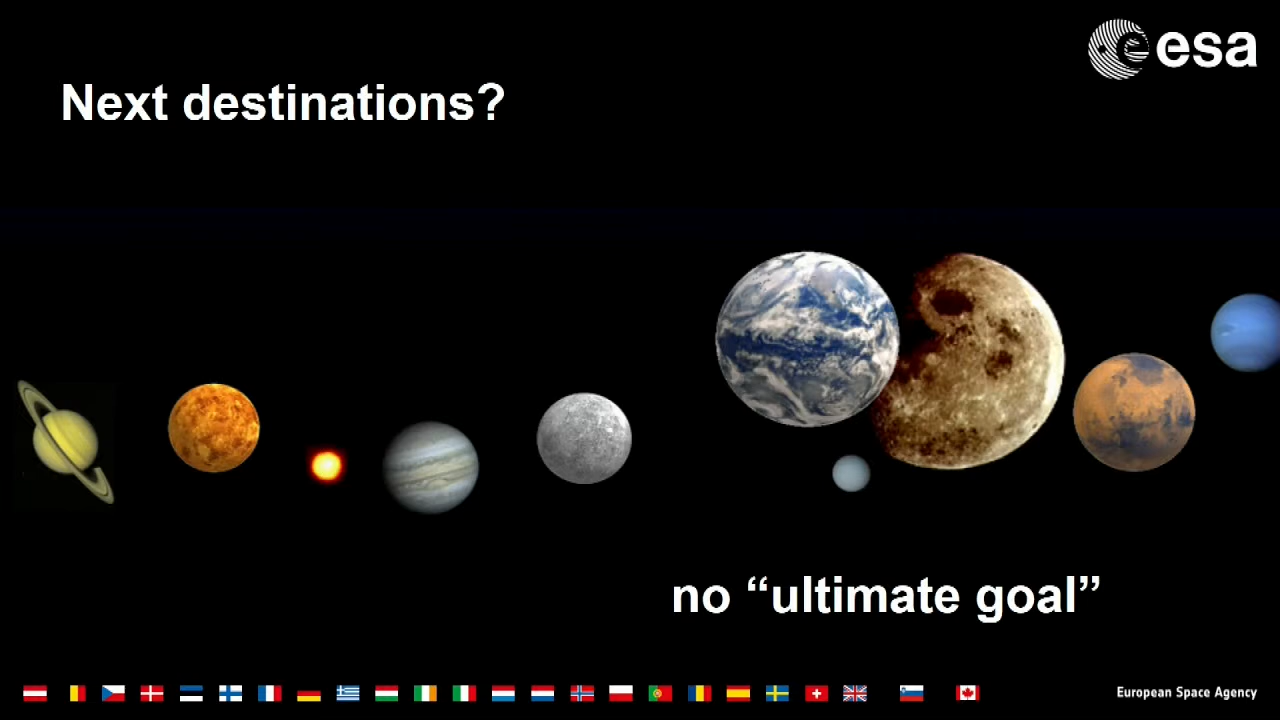 esa
Next destinations?
no “ultimate goal”
European Space Agency